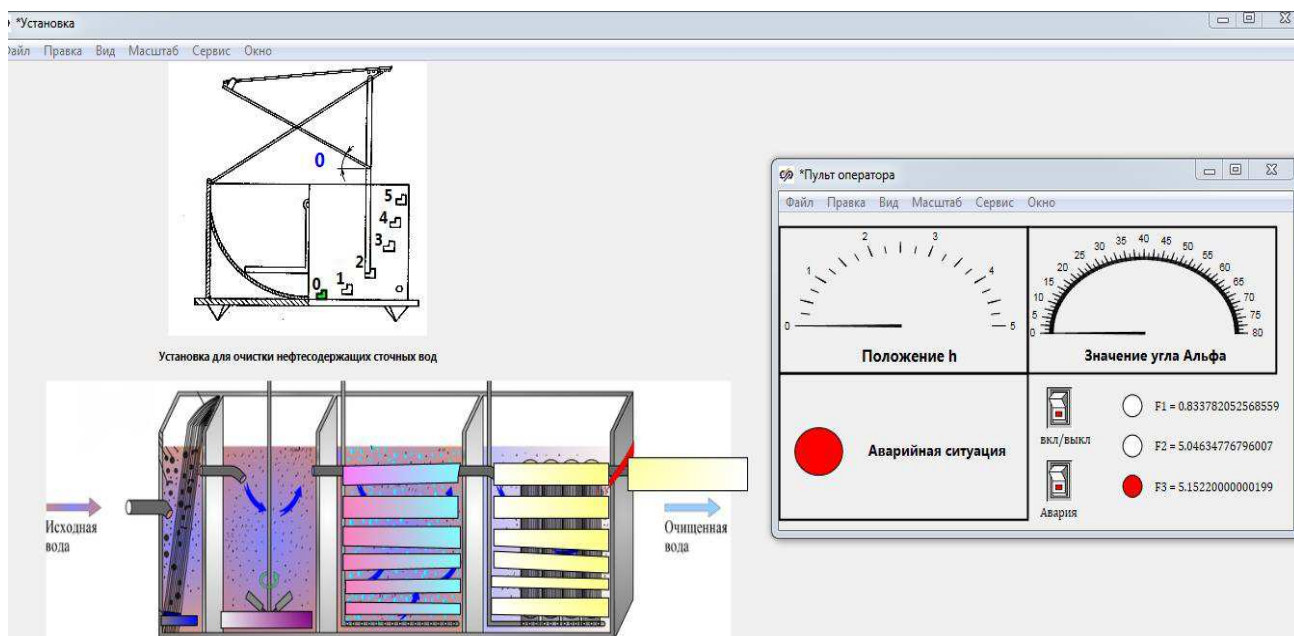 *Установка
Файл Правка Вид Масштаб Сервис Окно
0
5
4
3
2
1
0
Установка для очистки нефтесодержащих сточных вод
Исходная
вода
Очищенная
вода
*Пульт оператора
Файл Правка Вид Масштаб Сервис Окно
0 1 2 3 4 5
Положение h
0 5 10 15 20 25 30 35 40 45 50 55 60 65 70 75 80
Значение угла Альфа
Аварийная ситуация
вкл/выкл
Авария
F1 = 0.833782052568559
F2 = 5.04634776796007
F3 = 5.15220000000199